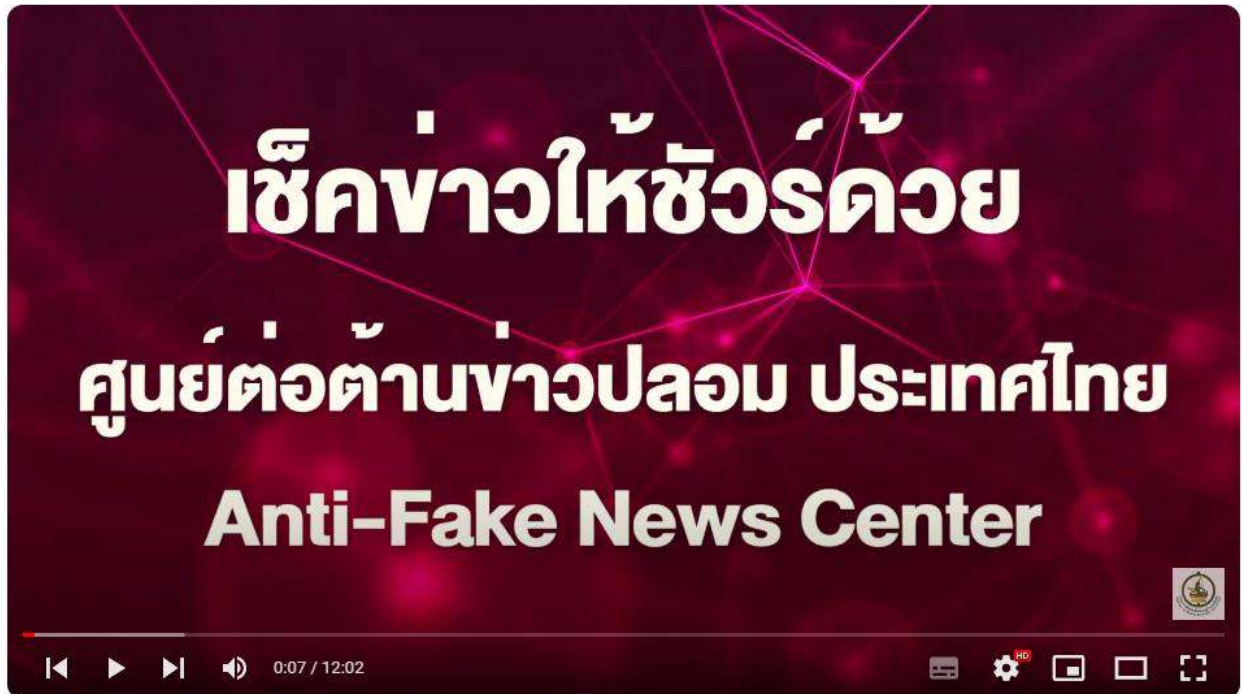 เช็คข่าวให้ชัวร์ด้วย
ศูนย์ต่อต้านข่าวปลอม ประเทศไทย
Anti-Fake News Center
0:07 / 12:02
HD